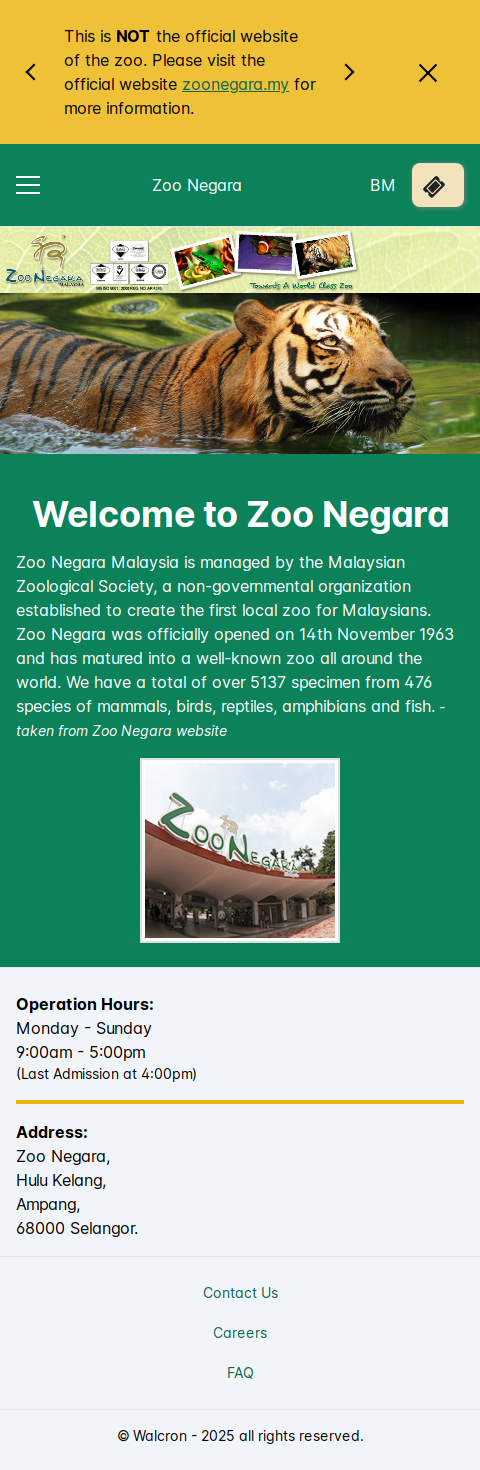 This is NOT the official website
of the zoo. Please visit the
official website zoonegara.my for
more information.
Zoo Negara
BM
Zoo Negara
MALAYSIA
Towards A World Class Zoo
Welcome to Zoo Negara
Zoo Negara Malaysia is managed by the Malaysian
Zoological Society, a non-governmental organization
established to create the first local zoo for Malaysians.
Zoo Negara was officially opened on 14th November 1963
and has matured into a well-known zoo all around the
world. We have a total of over 5137 specimen from 476
species of mammals, birds, reptiles, amphibians and fish. -
taken from Zoo Negara website
Zoo Negara
Operation Hours:
Monday - Sunday
9:00am - 5:00pm
(Last Admission at 4:00pm)
Address:
Zoo Negara,
Hulu Kelang,
Ampang,
68000 Selangor.
Contact Us
Careers
FAQ
© Walcron - 2025 all rights reserved.